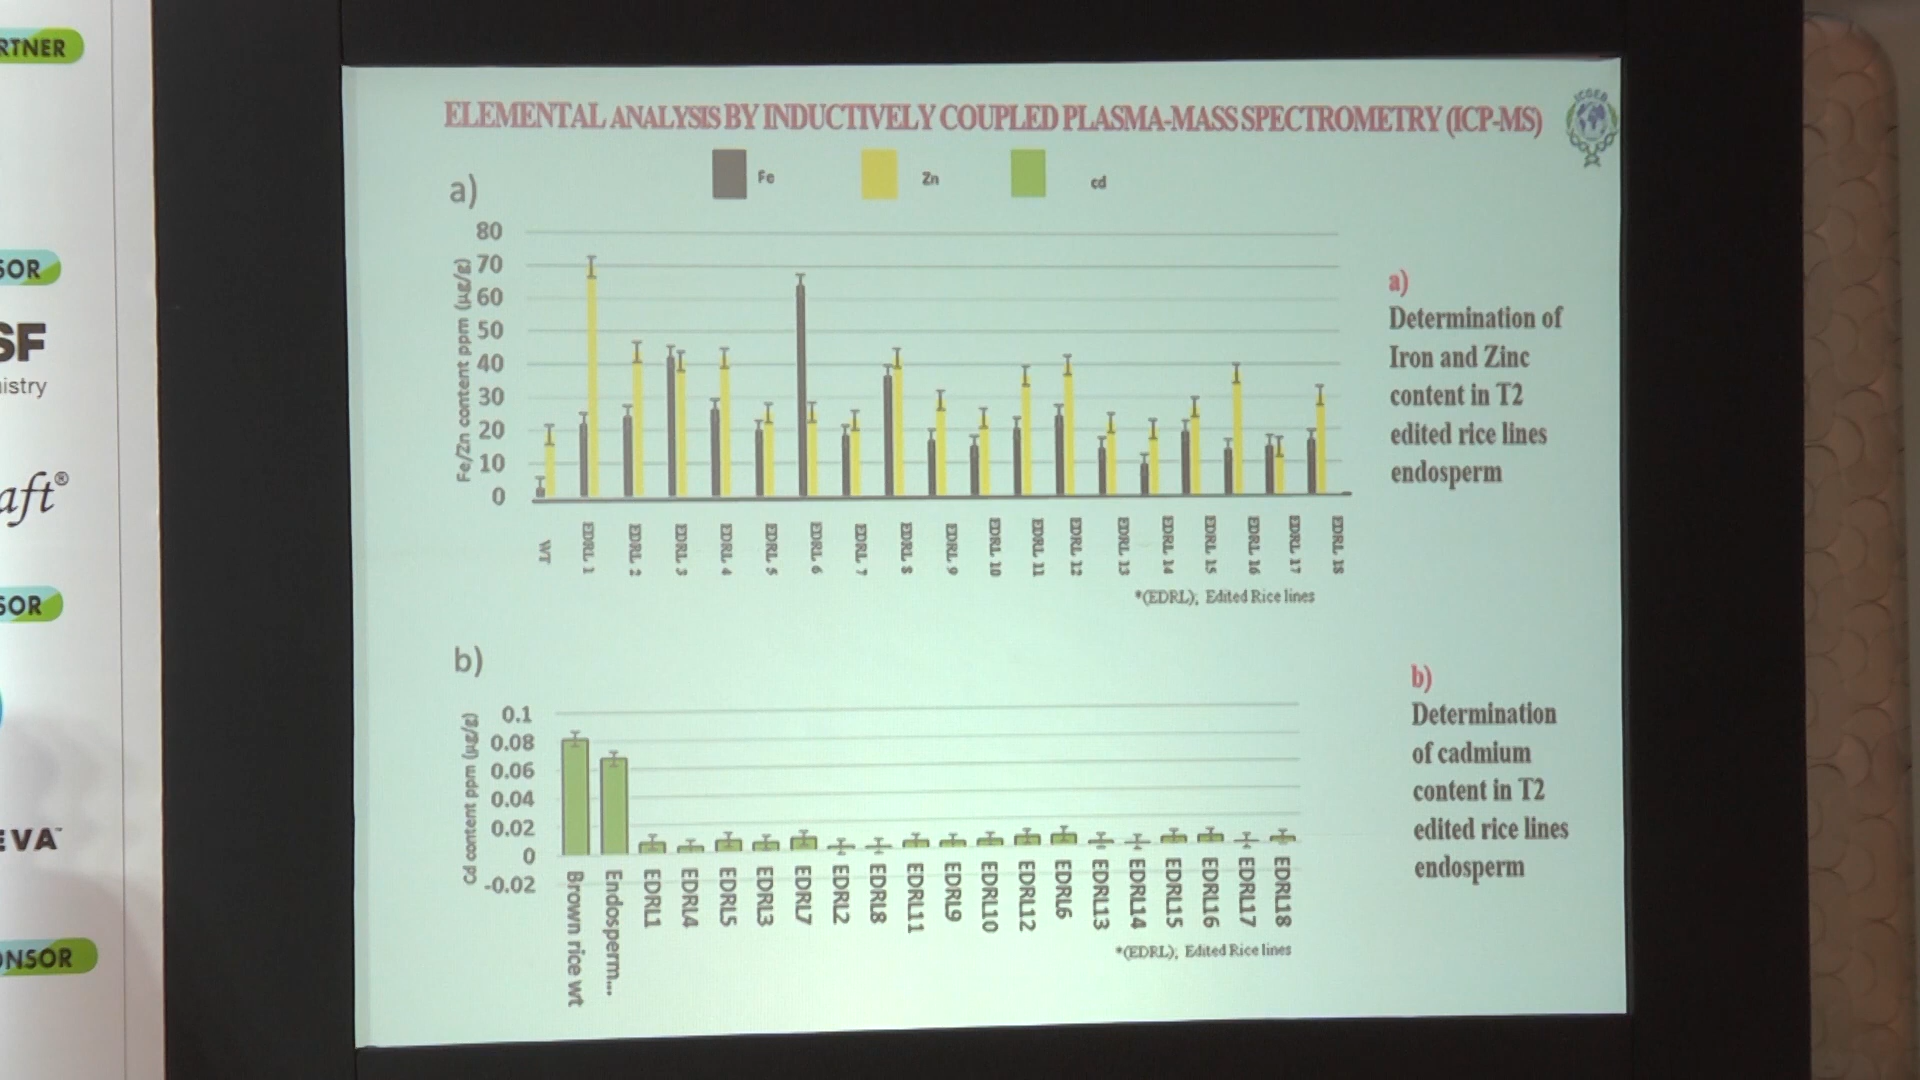 RTNER
SOR
SF
istry
aft®
SOR
EVA
NSOR
ELEMENTAL ANALYSIS BY INDUCTIVELY COUPLED PLASMA-MASS SPECTROMETRY (ICP-MS)
ICGEB
a)
Fe
Zn
cd
Fe/Zn content ppm (µg/g)
80
70
60
50
40
30
20
10
0
WT
EDRL 1
EDRL 2
EDRL 3
EDRL 4
EDRL 5
EDRL 6
EDRL 7
EDRL 8
EDRL 9
EDRL 10
EDRL 11
EDRL 12
EDRL 13
EDRL 14
EDRL 15
EDRL 16
EDRL 17
EDRL 18
*(EDRL); Edited Rice lines
a)
Determination of
Iron and Zinc
content in T2
edited rice lines
endosperm
b)
Cd content ppm (µg/g)
0.1
0.08
0.06
0.04
0.02
0
-0.02
Brown rice wt
Endosperm...
EDRL1
EDRL4
EDRL5
EDRL3
EDRL7
EDRL2
EDRL8
EDRL11
EDRL9
EDRL10
EDRL12
EDRL6
EDRL13
EDRL14
EDRL15
EDRL16
EDRL17
EDRL18
*(EDRL); Edited Rice lines
b)
Determination
of cadmium
content in T2
edited rice lines
endosperm